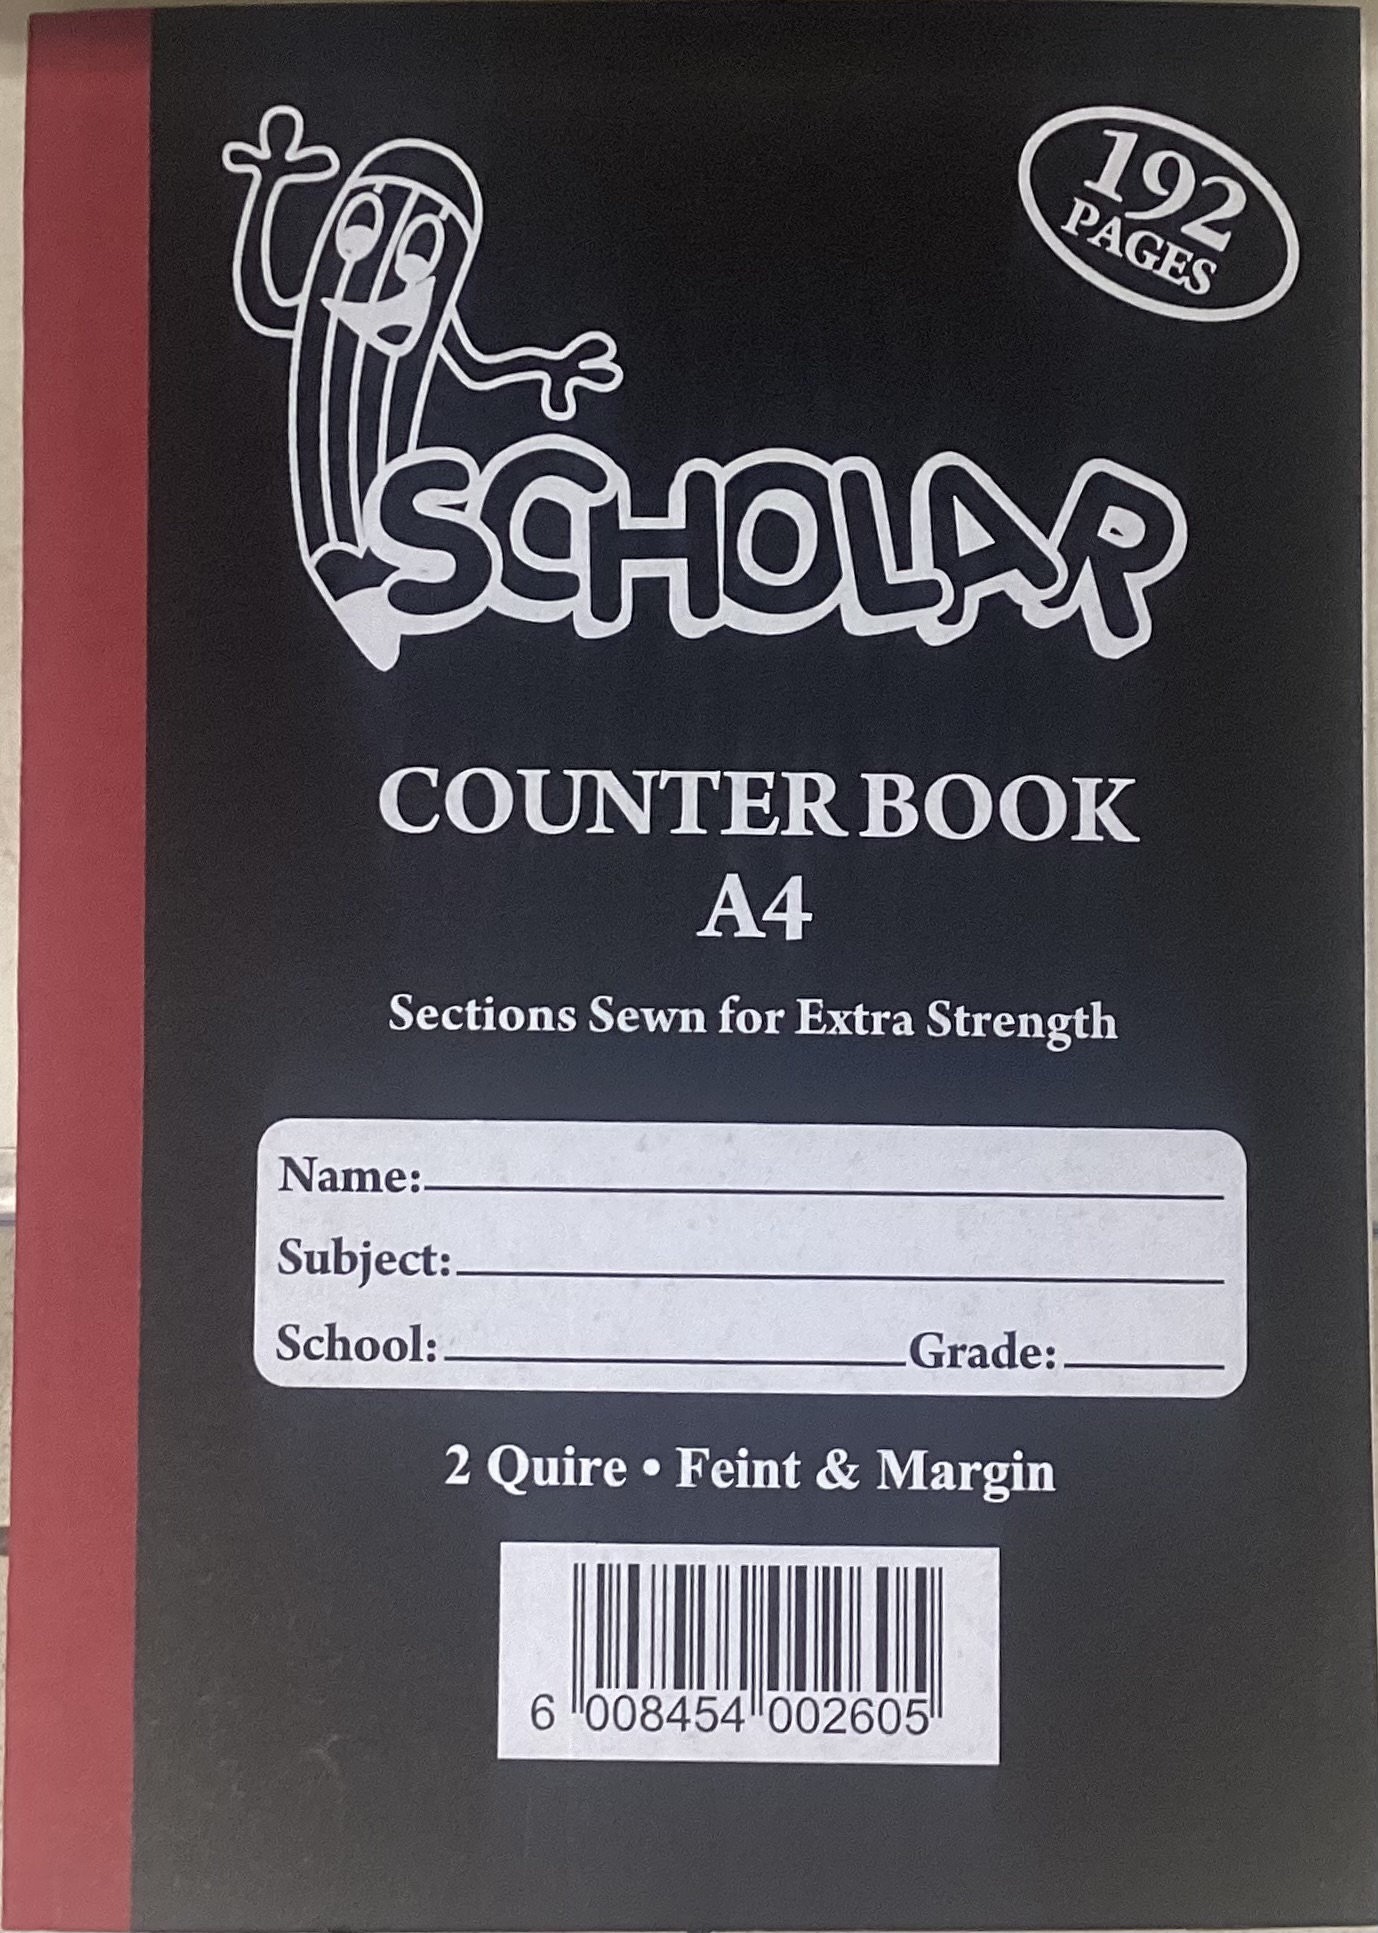 192
PAGES
SCHOLAR
COUNTER BOOK
A4
Sections Sewn for Extra Strength
Name:
Subject:
School: Grade:
2 Quire • Feint & Margin
6 008454 002605